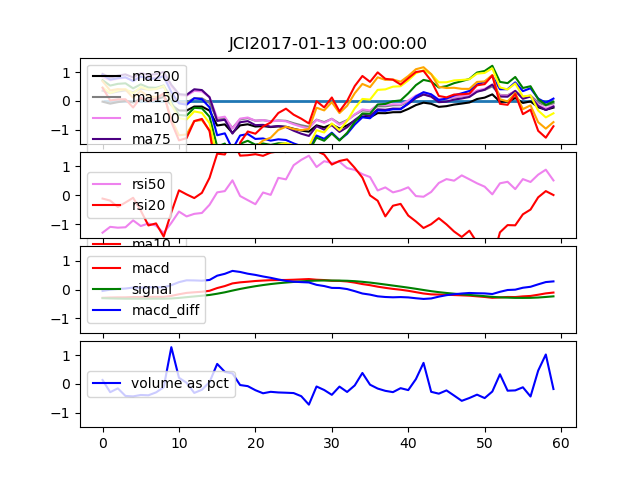 JCI2017-01-13 00:00:00
1
0
−1
ma200
ma150
ma100
ma75
1
0
−1
rsi50
rsi20
ma10
1
0
−1
macd
signal
macd_diff
1
0
−1
volume as pct
0 10 20 30 40 50 60